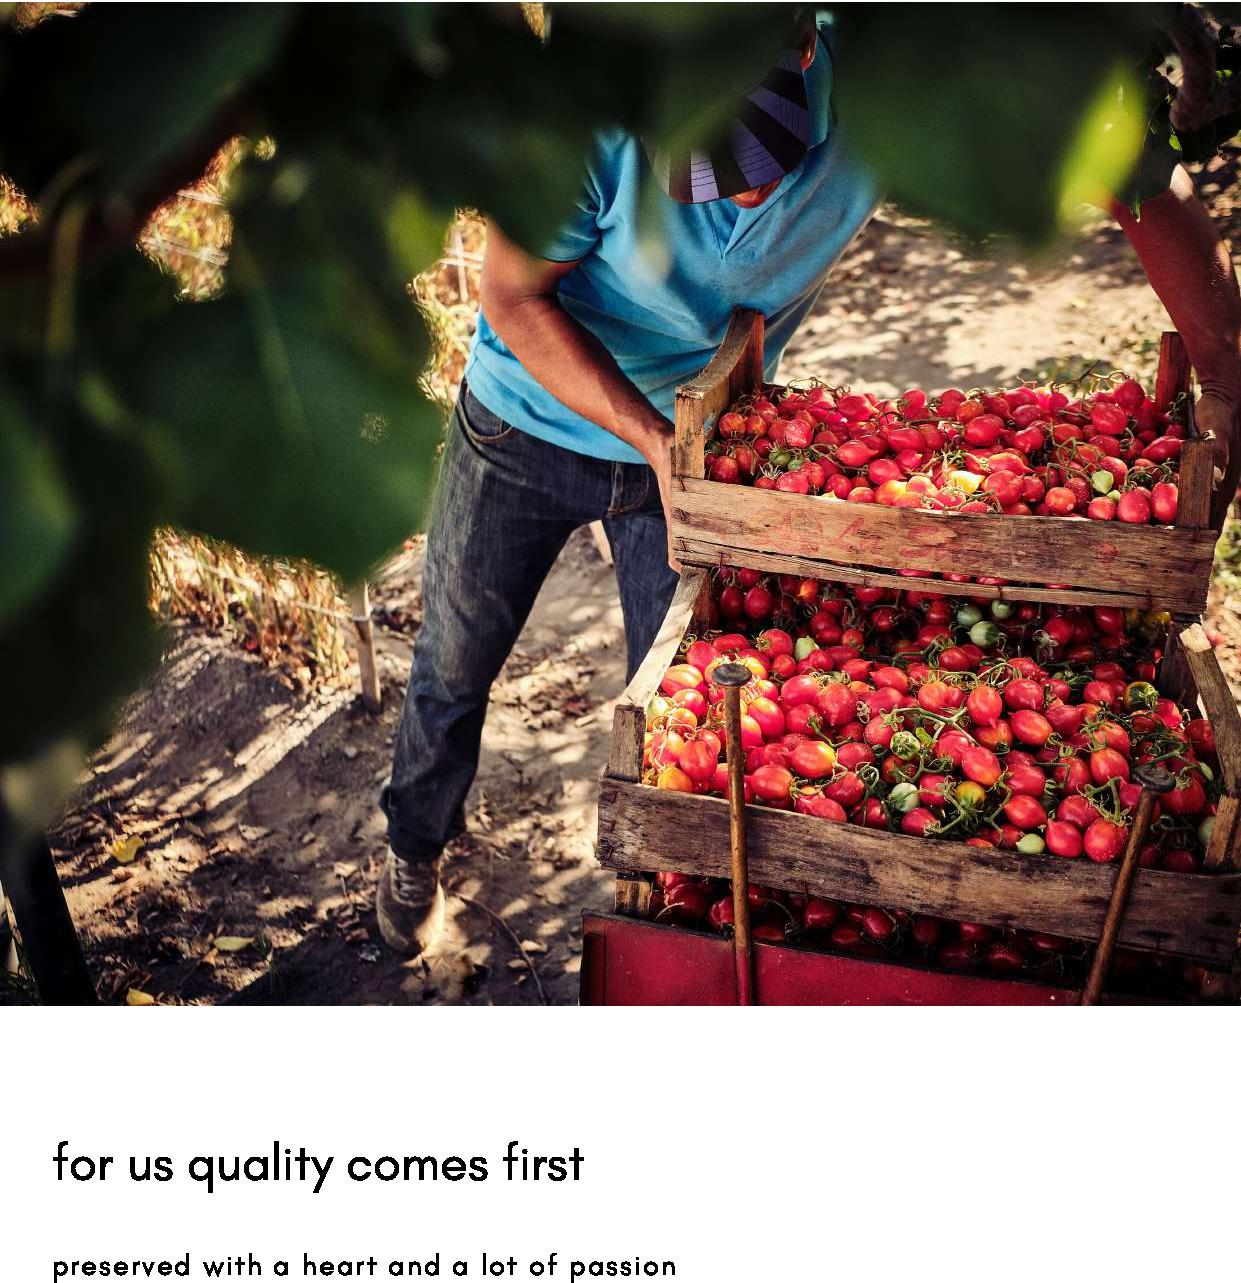 for us quality comes first
preserved with a heart and a lot of passion